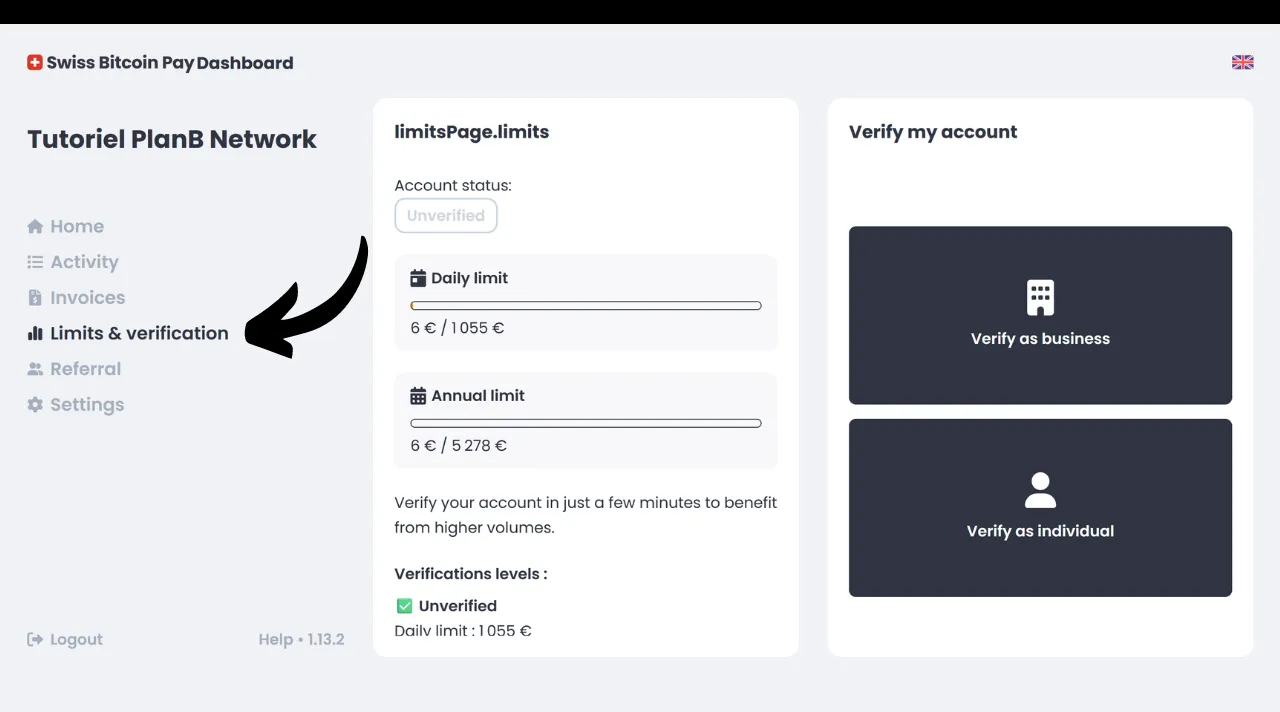 Swiss Bitcoin Pay Dashboard
Tutoriel PlanB Network
Home
Activity
Invoices
Limits & verification
Referral
Settings
Logout
Help • 1.13.2
limitsPage.limits
Account status:
Unverified
Daily limit
6 € / 1 055 €
Annual limit
6 € / 5 278 €
Verify your account in just a few minutes to benefit
from higher volumes.
Verifications levels :
Unverified
Daily limit : 1 055 €
Verify my account
Verify as business
Verify as individual